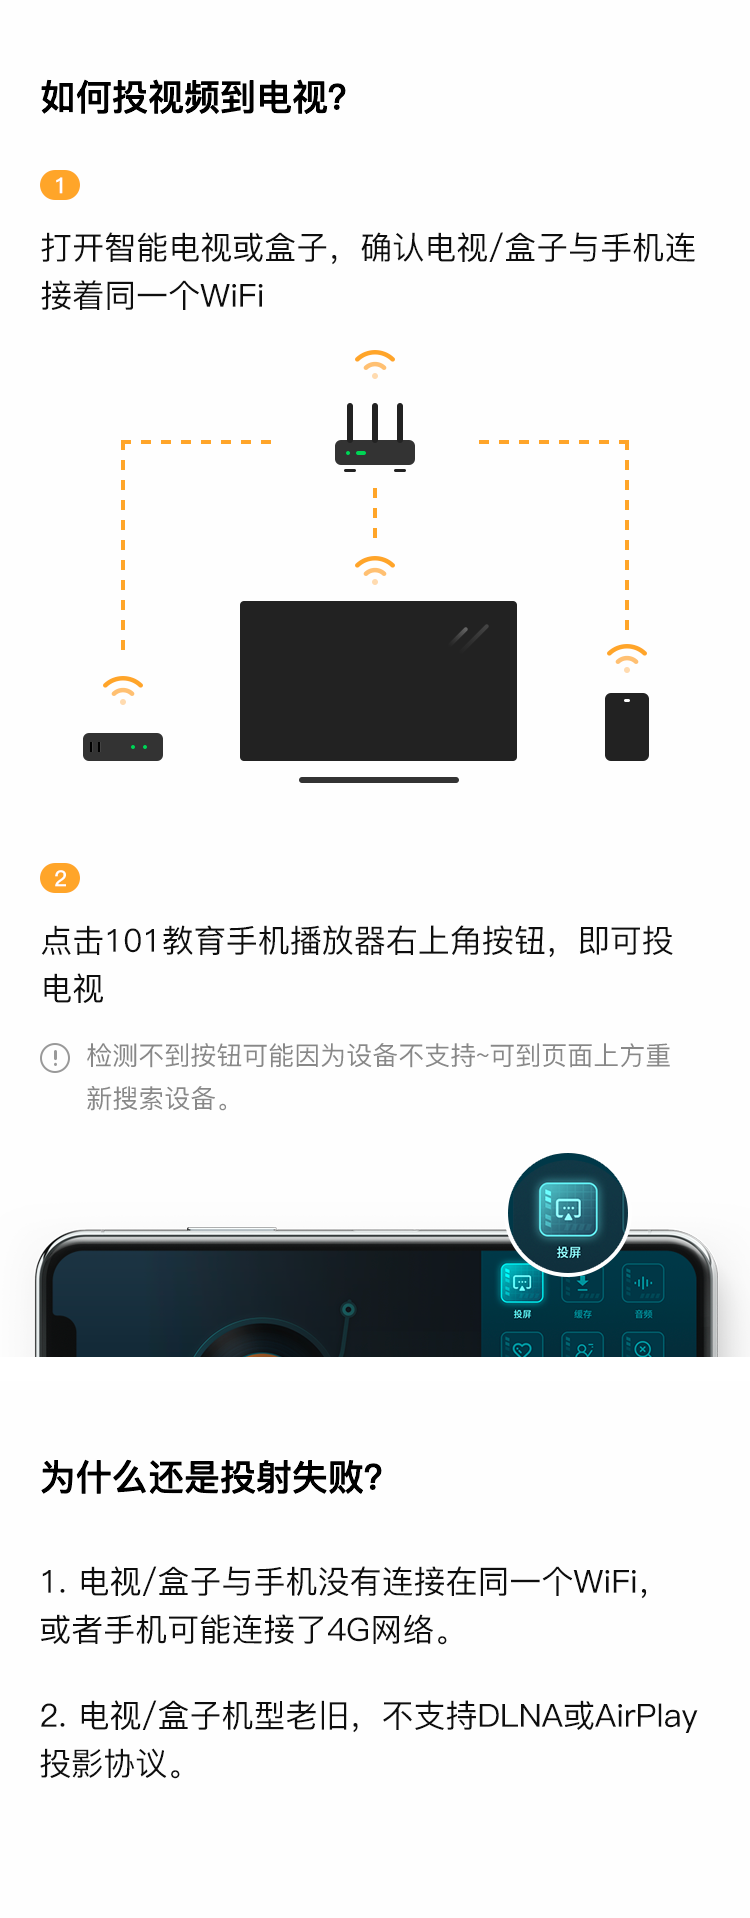 如何投视频到电视?
1
打开智能电视或盒子，确认电视/盒子与手机连
接着同一个WiFi
2
点击101教育手机播放器右上角按钮，即可投
电视
检测不到按钮可能因为设备不支持~可到页面上方重
新搜索设备。
投屏
投屏 缓存 音频
为什么还是投射失败?
1. 电视/盒子与手机没有连接在同一个WiFi，
或者手机可能连接了4G网络。
2. 电视/盒子机型老旧，不支持DLNA或AirPlay
投影协议。